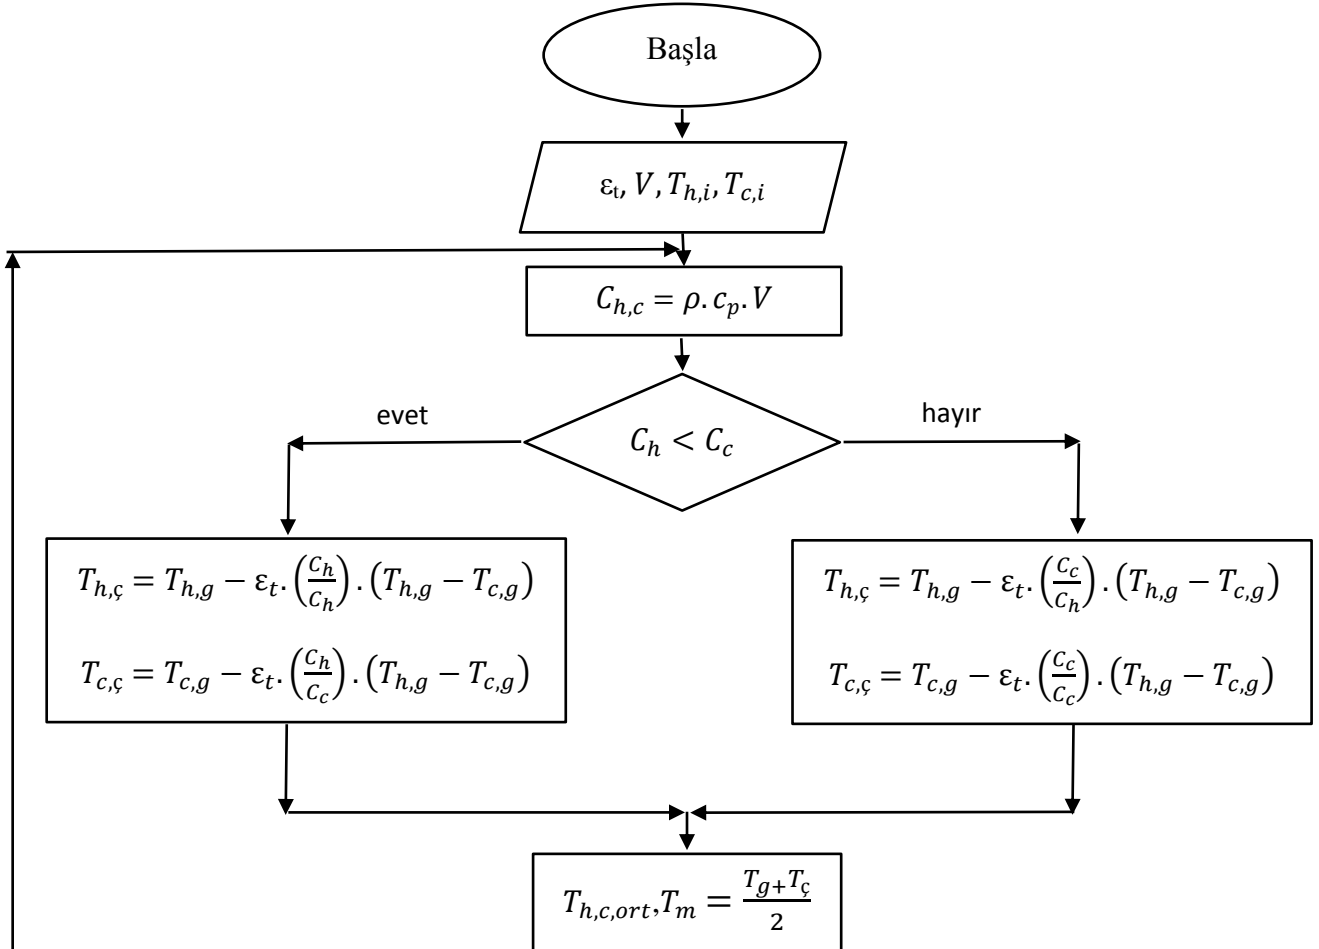 Başla
εt, V, T_{h,i}, T_{c,i}
C_{h,c} = ρ. c_p. V
evet
hayır
C_h < C_c
T_{h,ç} = T_{h,g} − ε_t. (C_h/C_h) . (T_{h,g} − T_{c,g})
T_{c,ç} = T_{c,g} − ε_t. (C_h/C_c) . (T_{h,g} − T_{c,g})
T_{h,ç} = T_{h,g} − ε_t. (C_c/C_h) . (T_{h,g} − T_{c,g})
T_{c,ç} = T_{c,g} − ε_t. (C_c/C_c) . (T_{h,g} − T_{c,g})
T_{h,c,ort}, T_m = (T_{g+}T_ç)/2